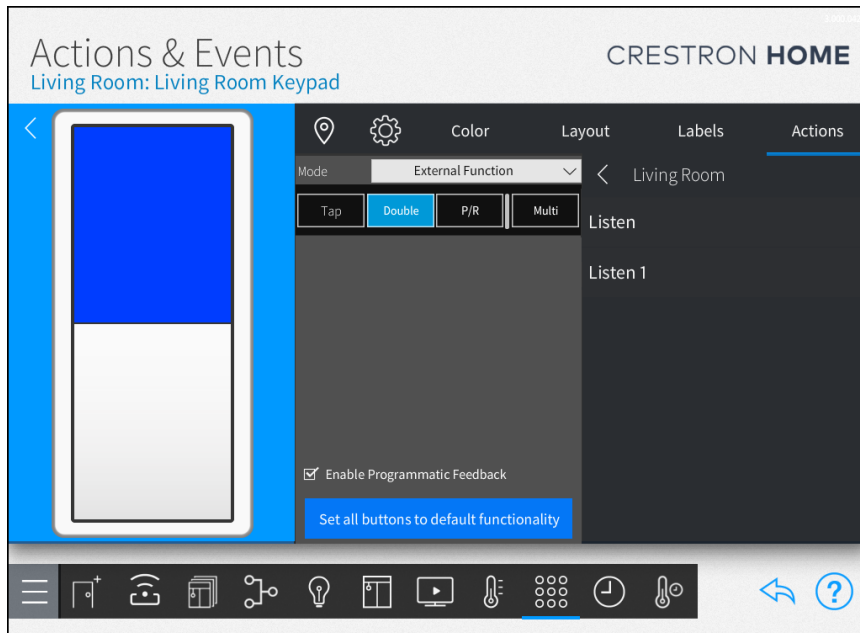 Actions & Events
Living Room: Living Room Keypad
CRESTRON HOME
Color
Layout
Labels
Actions
Mode
External Function
Living Room
Tap
Double
P/R
Multi
Listen
Listen 1
Enable Programmatic Feedback
Set all buttons to default functionality
?